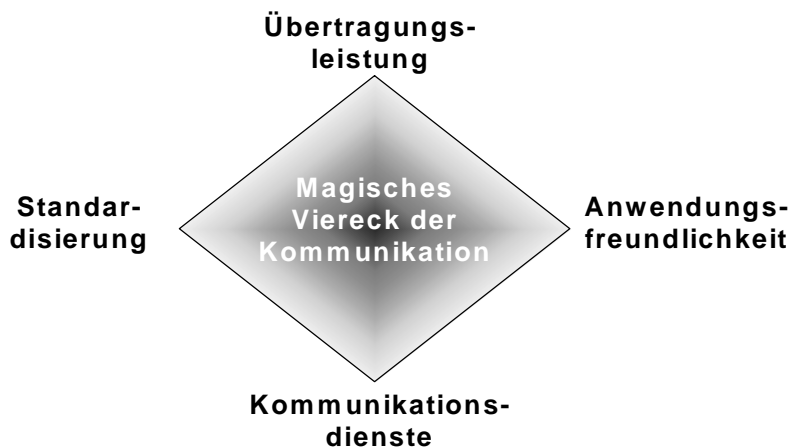 Übertragungs-
leistung
Magisches
Viereck der
Kommunikation
Standar-
disierung
Anwendungs-
freundlichkeit
Kommunikations-
dienste